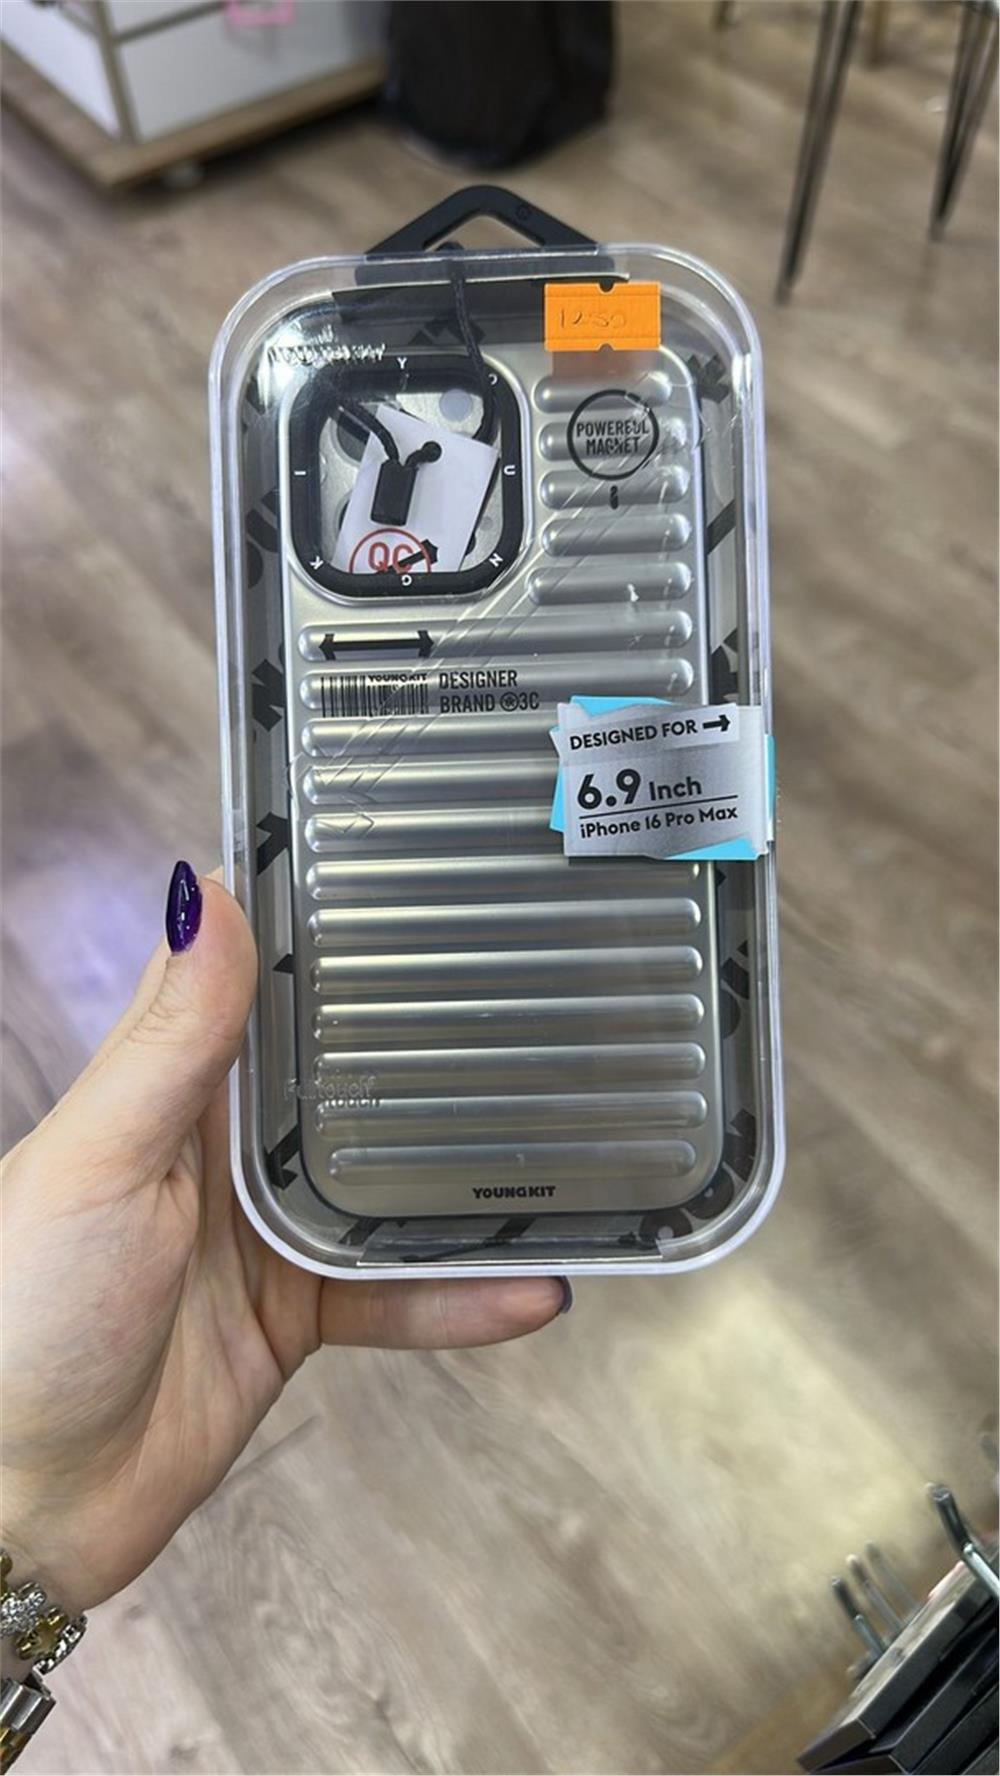 1250
Y
O
U
N
G
K
I
POWERFUL
MAGNET
QC
YOUNGKIT
DESIGNER
BRAND 3C
DESIGNED FOR
6.9 Inch
iPhone 16 Pro Max
YOUNGKIT